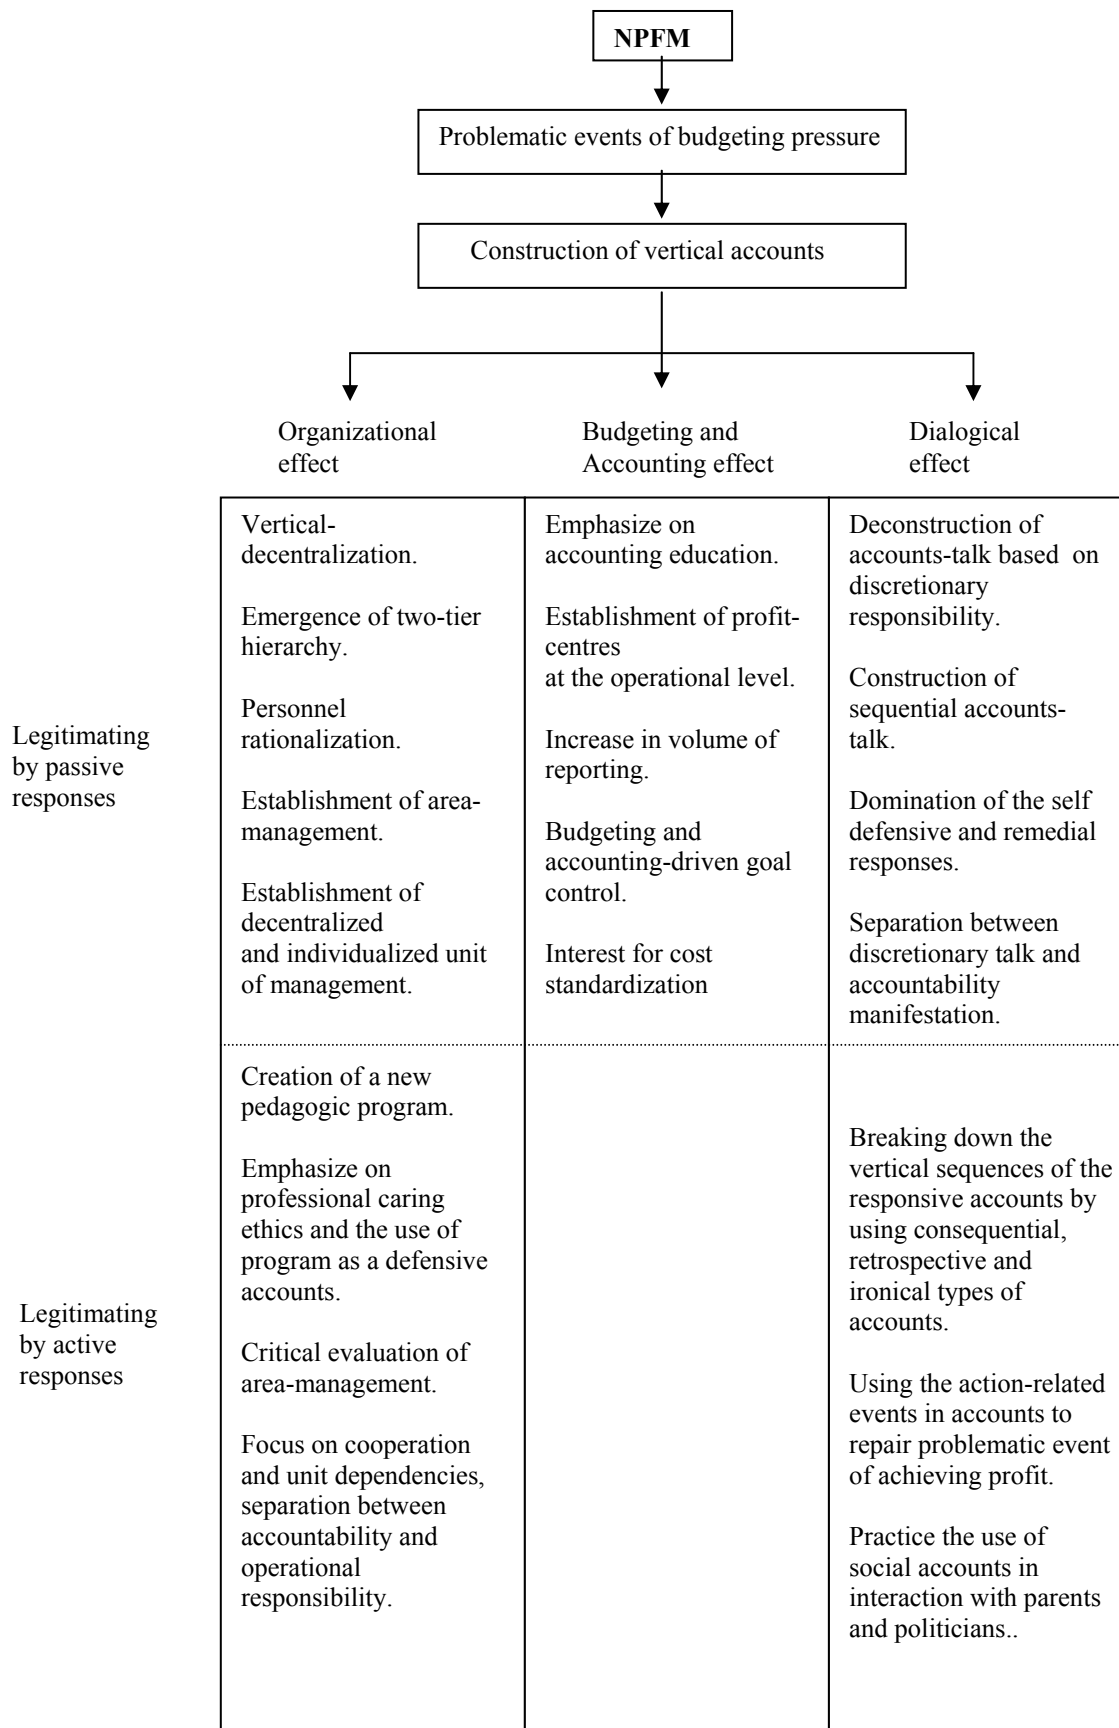 NPFM
Problematic events of budgeting pressure
Construction of vertical accounts
Organizational
effect
Budgeting and
Accounting effect
Dialogical
effect
Legitimating
by passive
responses
Vertical-
decentralization.
Emergence of two-tier
hierarchy.
Personnel
rationalization.
Establishment of area-
management.
Establishment of
decentralized
and individualized unit
of management.
Emphasize on
accounting education.
Establishment of profit-
centres
at the operational level.
Increase in volume of
reporting.
Budgeting and
accounting-driven goal
control.
Interest for cost
standardization
Deconstruction of
accounts-talk based on
discretionary
responsibility.
Construction of
sequential accounts-
talk.
Domination of the self
defensive and remedial
responses.
Separation between
discretionary talk and
accountability
manifestation.
Legitimating
by active
responses
Creation of a new
pedagogic program.
Emphasize on
professional caring
ethics and the use of
program as a defensive
accounts.
Critical evaluation of
area-management.
Focus on cooperation
and unit dependencies,
separation between
accountability and
operational
responsibility.
Breaking down the
vertical sequences of the
responsive accounts by
using consequential,
retrospective and
ironical types of
accounts.
Using the action-related
events in accounts to
repair problematic event
of achieving profit.
Practice the use of
social accounts in
interaction with parents
and politicians..